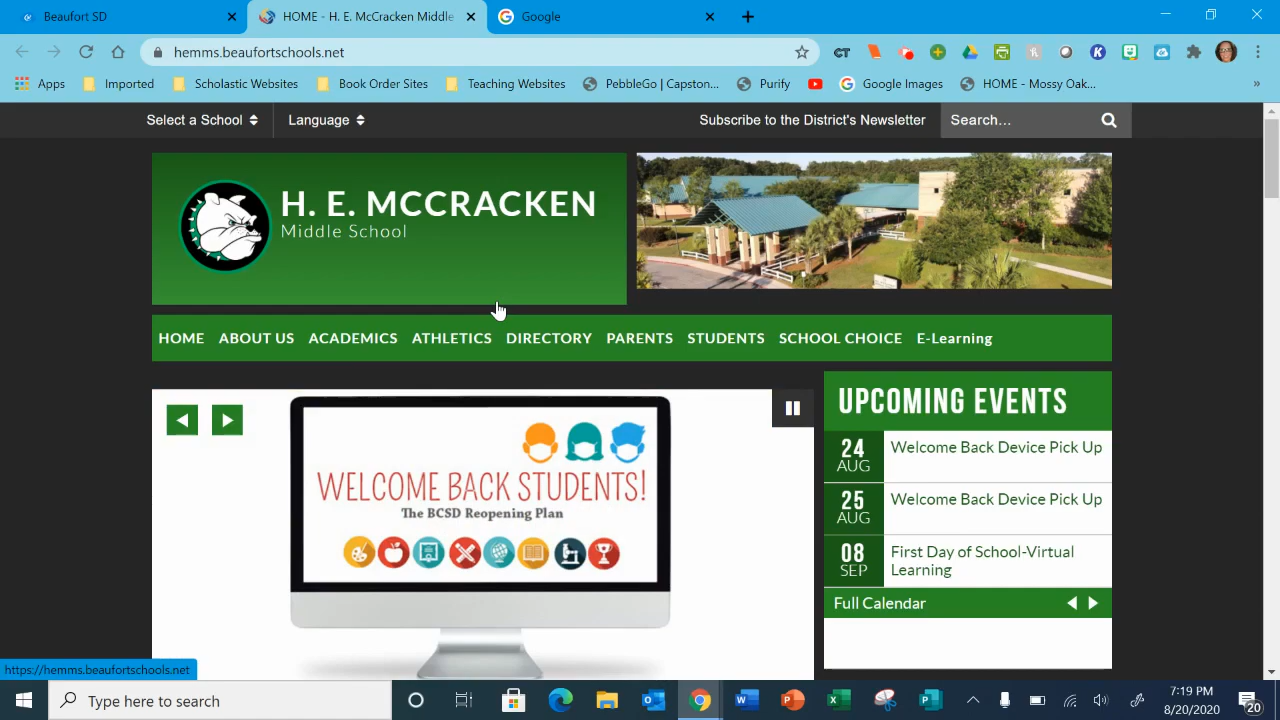 Beaufort SD
HOME - H. E. McCracken Middle
Google
hemms.beaufortschools.net
Apps
Imported
Scholastic Websites
Book Order Sites
Teaching Websites
PebbleGo | Capston...
Purify
Google Images
HOME - Mossy Oak...
»
Select a School
Language
Subscribe to the District's Newsletter
Search...
H. E. MCCRACKEN
Middle School
HOME ABOUT US ACADEMICS ATHLETICS DIRECTORY PARENTS STUDENTS SCHOOL CHOICE E-Learning
WELCOME BACK STUDENTS!
The BCSD Reopening Plan
UPCOMING EVENTS
24
AUG
Welcome Back Device Pick Up
25
AUG
Welcome Back Device Pick Up
08
SEP
First Day of School-Virtual
Learning
Full Calendar
https://hemms.beaufortschools.net
Type here to search
7:19 PM
8/20/2020
20